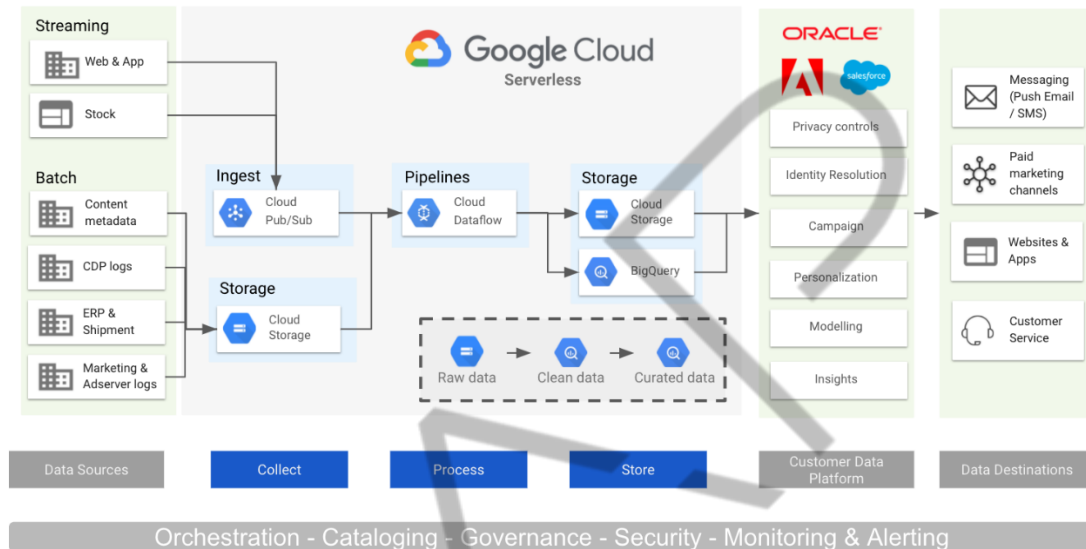 Streaming
Web & App
Stock
Batch
Content
metadata
CDP logs
ERP &
Shipment
Marketing &
Adserver logs
Google Cloud
Serverless
Ingest
Cloud
Pub/Sub
Storage
Cloud
Storage
Pipelines
Cloud
Dataflow
Storage
Cloud
Storage
BigQuery
Raw data
Clean data
Curated data
ORACLE
salesforce
Privacy controls
Identity Resolution
Campaign
Personalization
Modelling
Insights
Messaging
(Push Email
/ SMS)
Paid
marketing
channels
Websites &
Apps
Customer
Service
Data Sources
Collect
Process
Store
Customer Data
Platform
Data Destinations
Orchestration - Cataloging - Governance - Security - Monitoring & Alerting